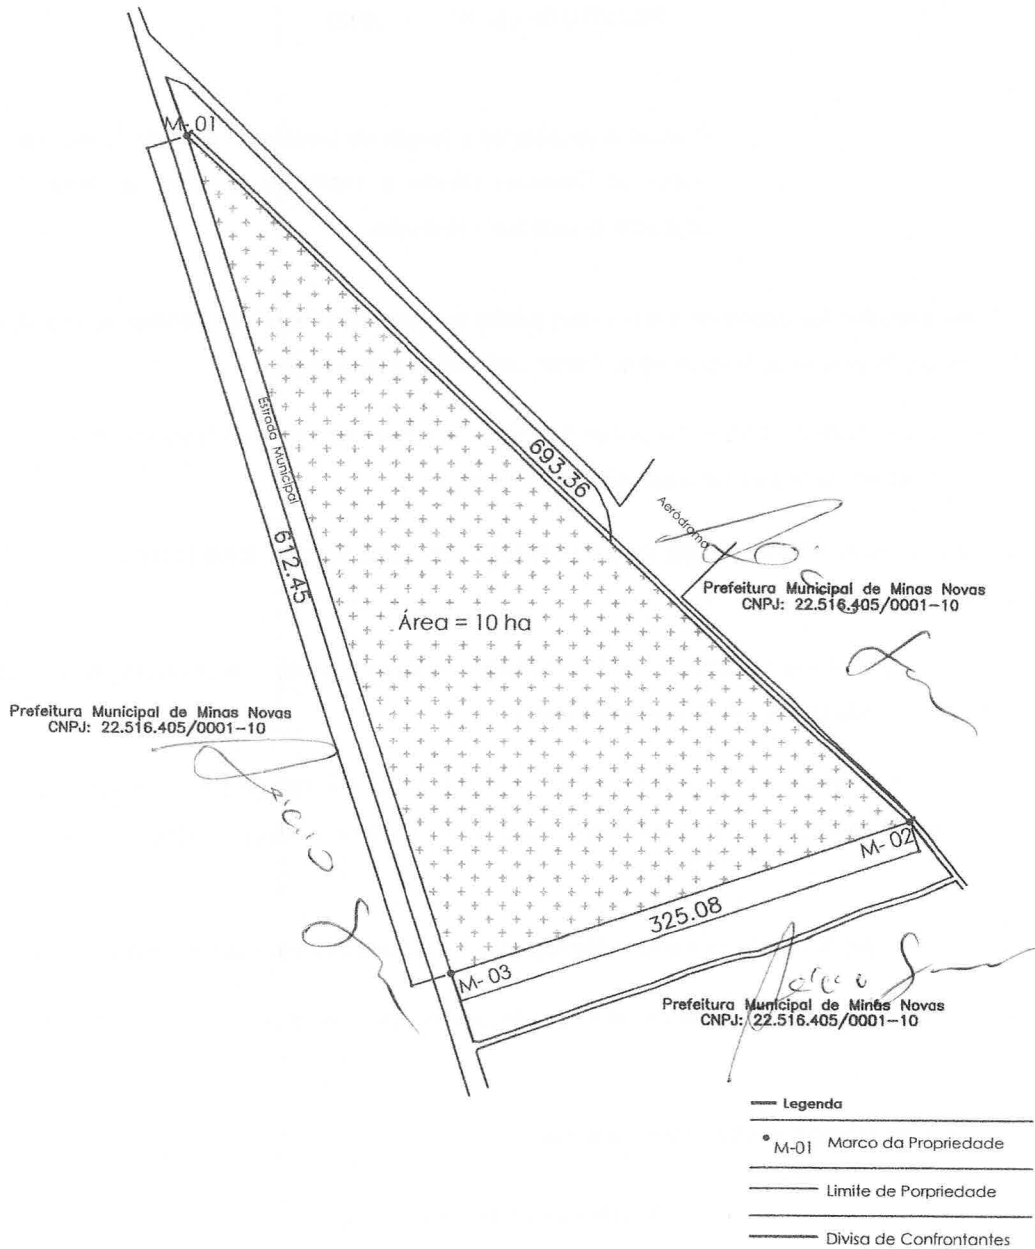 M-01
693.36
Estrada Municipal
612.45
Aeródromo
Prefeitura Municipal de Minas Novas
CNPJ: 22.516.405/0001-10
Área = 10 ha
Prefeitura Municipal de Minas Novas
CNPJ: 22.516.405/0001-10
M-02
325.08
M-03
Prefeitura Municipal de Minas Novas
CNPJ: 22.516.405/0001-10
Legenda
M-01 Marco da Propriedade
Limite de Porpriedade
Divisa de Confrontantes